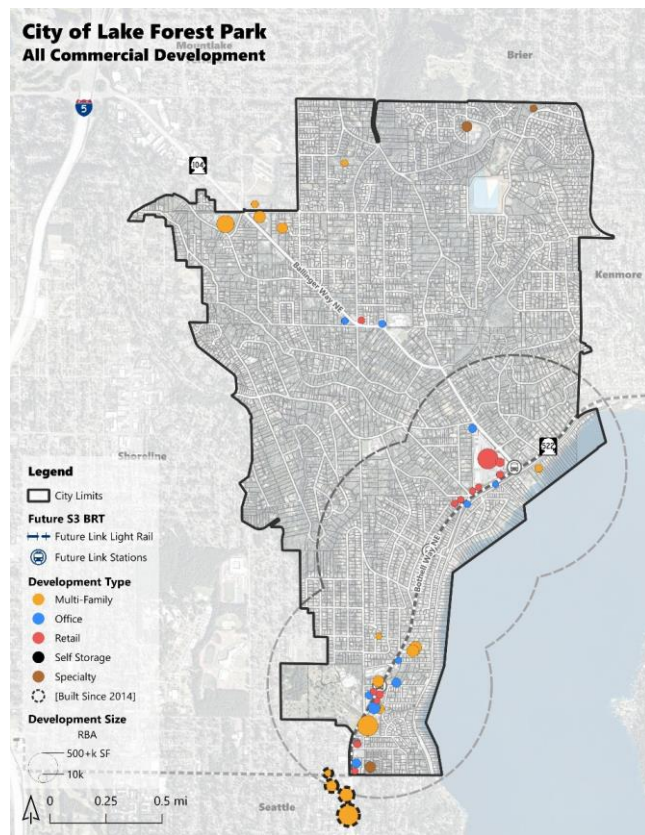 City of Lake Forest Park
All Commercial Development
Mountlake
Brier
5
104
Ballinger Way NE
Kenmore
522
Shoreline
Bothell Way NE
Legend
City Limits
Future S3 BRT
Future Link Light Rail
Future Link Stations
Development Type
Multi-Family
Office
Retail
Self Storage
Specialty
[Built Since 2014]
Development Size
RBA
500+k SF
10k
0 0.25 0.5 mi
Seattle